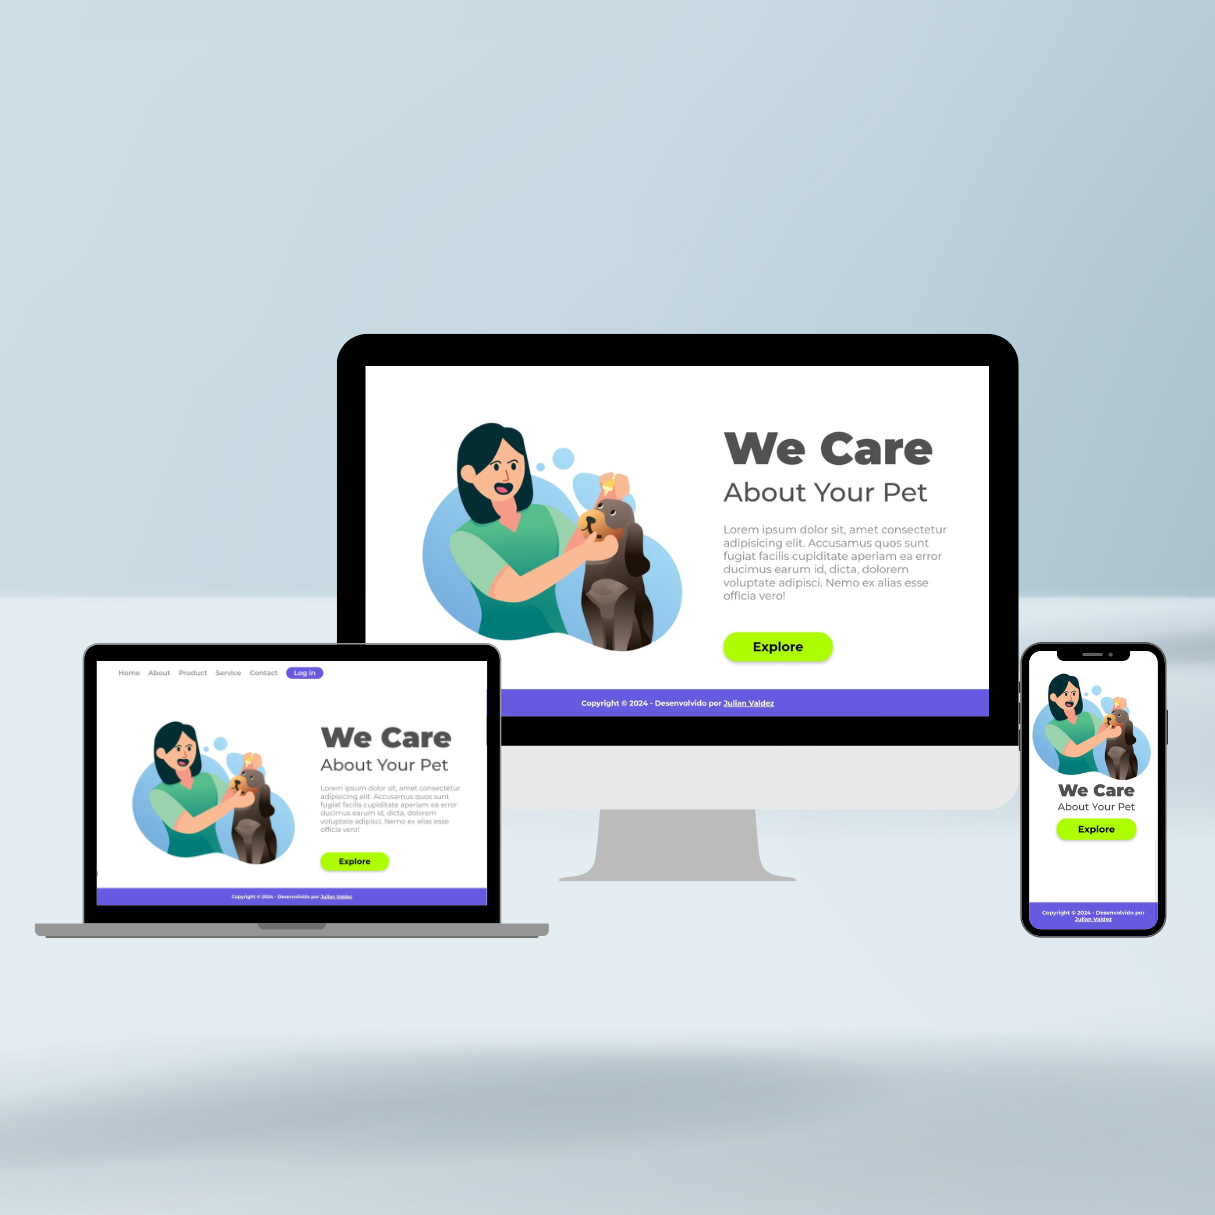 We Care
About Your Pet
Lorem ipsum dolor sit, amet consectetur
adipisicing elit. Accusamus quos sunt
fugiat facilis cupiditate aperiam ea error
ducimus earum id, dicta, dolorem
voluptate adipisci. Nemo ex alias esse
officia vero!
Explore
Copyright © 2024 - Desenvolvido por Julian Valdez
Home About Product Service Contact Log in
We Care
About Your Pet
Lorem ipsum dolor sit, amet consectetur
adipisicing elit. Accusamus quos sunt
fugiat facilis cupiditate aperiam ea error
ducimus earum id, dicta, dolorem
voluptate adipisci. Nemo ex alias esse
officia vero!
Explore
Copyright © 2024 - Desenvolvido por Julian Valdez
We Care
About Your Pet
Explore
Copyright © 2024 - Desenvolvido por
Julian Valdez